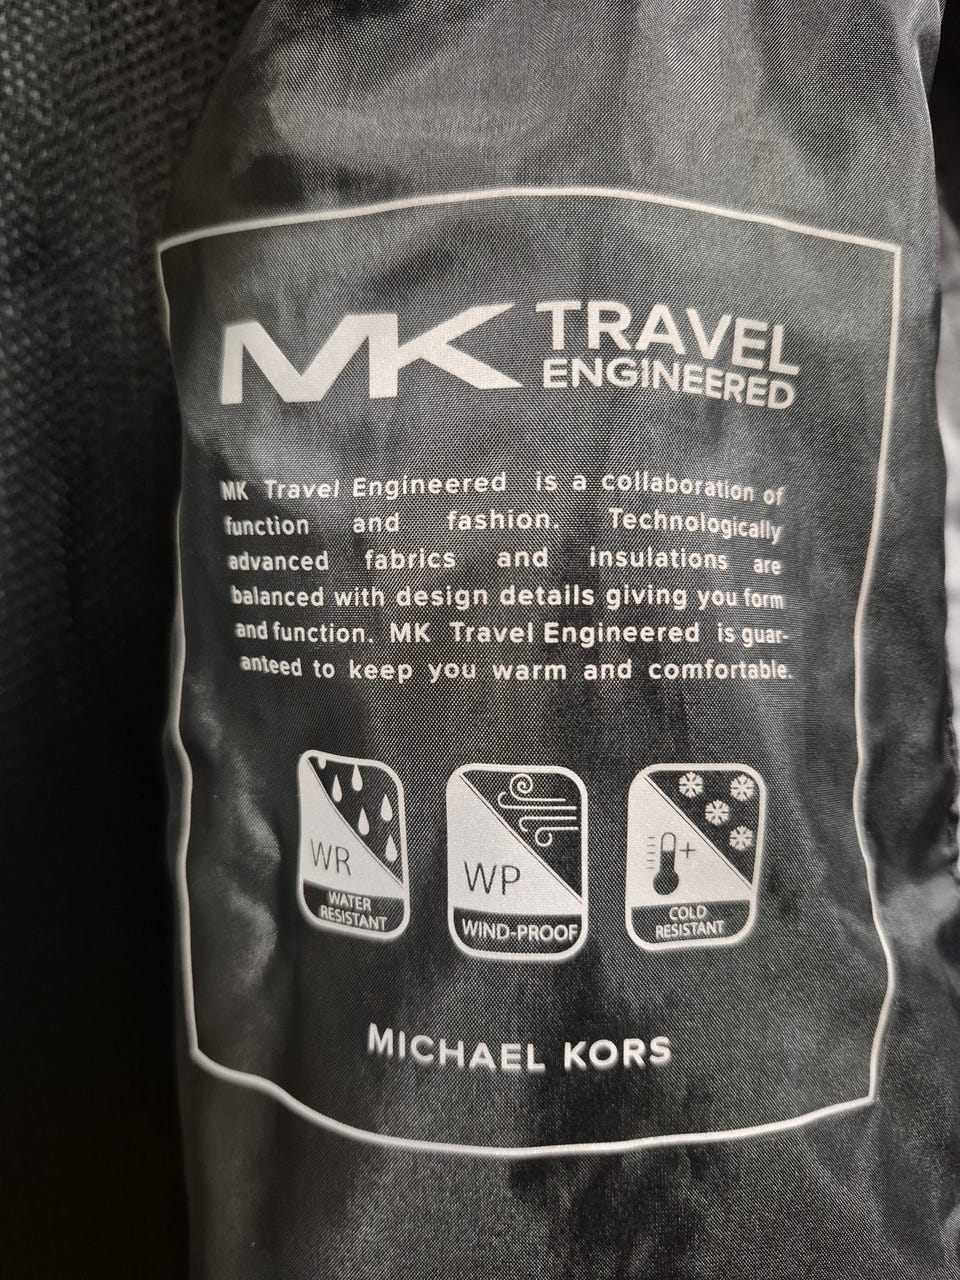 MK TRAVEL
ENGINEERED
MK Travel Engineered is a collaboration of
function and fashion. Technologically
advanced fabrics and insulations are
balanced with design details giving you form
and function. MK Travel Engineered is guar-
anteed to keep you warm and comfortable.
WR
WATER
RESISTANT
WP
WIND-PROOF
+
COLD
RESISTANT
MICHAEL KORS